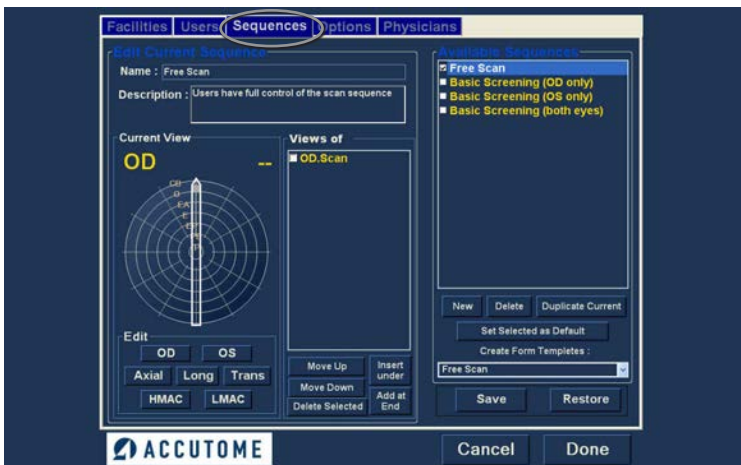 Facilities Users Sequences Options Physicians
Edit Current Sequence
Name : Free Scan
Description : Users have full control of the scan sequence
Current View
OD --
CB
O
EA
E
EP
P
Edit
OD OS
Axial Long Trans
HMAC LMAC
Views of
OD.Scan
Move Up
Insert under
Move Down
Add at End
Delete Selected
Available Sequences
Free Scan
Basic Screening (OD only)
Basic Screening (OS only)
Basic Screening (both eyes)
New Delete Duplicate Current
Set Selected as Default
Create Form Templetes :
Free Scan
Save Restore
ACCUTOME
Cancel Done